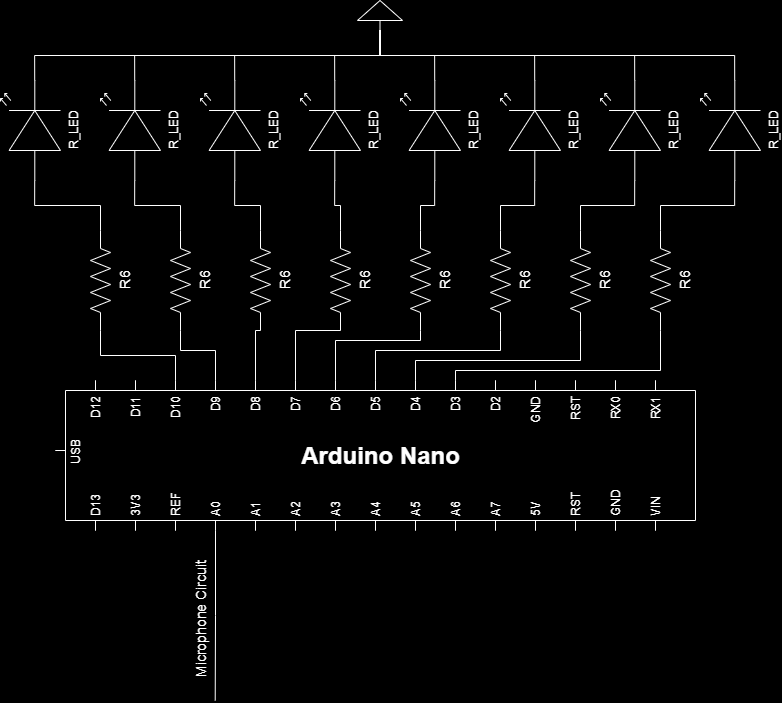 R_LED
R_LED
R_LED
R_LED
R_LED
R_LED
R_LED
R_LED
R6
R6
R6
R6
R6
R6
R6
R6
D12
D11
D10
D9
D8
D7
D6
D5
D4
D3
D2
GND
RST
RX0
RX1
USB
Arduino Nano
D13
3V3
REF
A0
A1
A2
A3
A4
A5
A6
A7
5V
RST
GND
VIN
Microphone Circuit